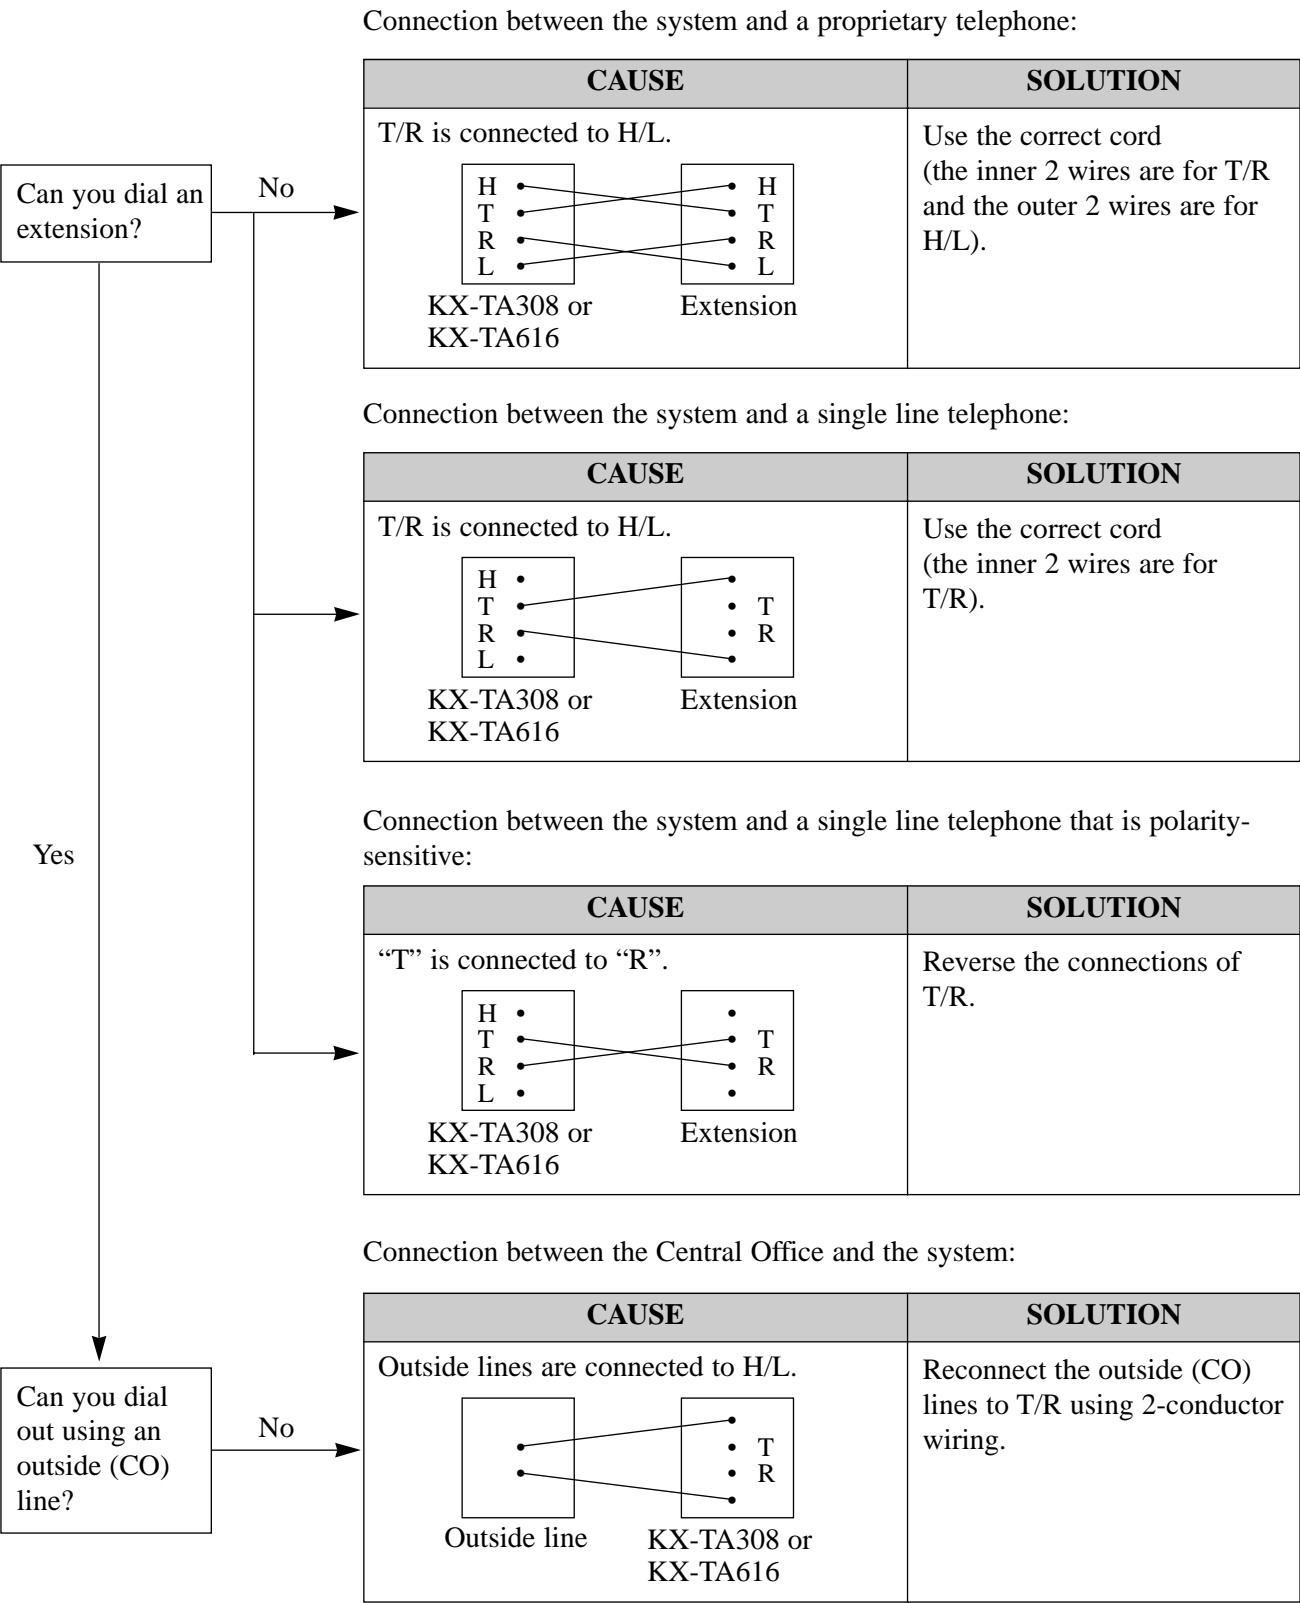 Connection between the system and a proprietary telephone:
CAUSE
SOLUTION
T/R is connected to H/L.
H
T
R
L
H
T
R
L
KX-TA308 or
KX-TA616
Extension
Use the correct cord
(the inner 2 wires are for T/R
and the outer 2 wires are for
H/L).
Can you dial an
extension?
No
Connection between the system and a single line telephone:
CAUSE
SOLUTION
T/R is connected to H/L.
H
T
R
L
T
R
KX-TA308 or
KX-TA616
Extension
Use the correct cord
(the inner 2 wires are for
T/R).
Yes
Connection between the system and a single line telephone that is polarity-
sensitive:
CAUSE
SOLUTION
“T” is connected to “R”.
H
T
R
L
T
R
KX-TA308 or
KX-TA616
Extension
Reverse the connections of
T/R.
Connection between the Central Office and the system:
CAUSE
SOLUTION
Outside lines are connected to H/L.
T
R
Outside line
KX-TA308 or
KX-TA616
Reconnect the outside (CO)
lines to T/R using 2-conductor
wiring.
Can you dial
out using an
outside (CO)
line?
No